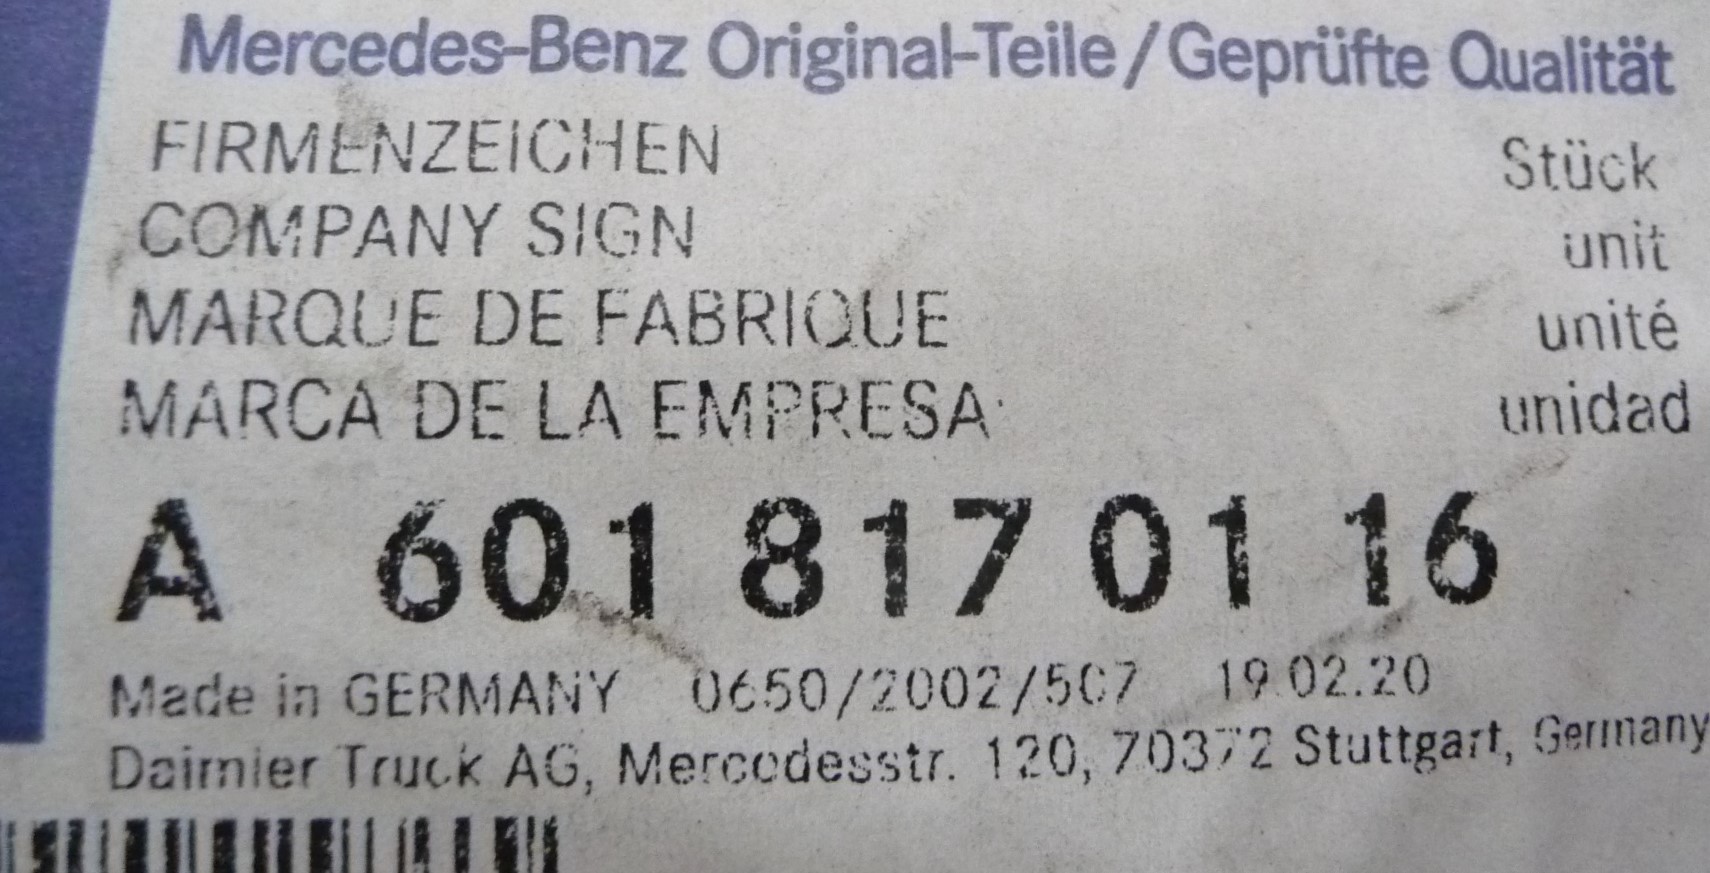 Mercedes-Benz Original-Teile/Geprüfte Qualität
FIRMENZEICHEN Stück
COMPANY SIGN unit
MARQUE DE FABRIQUE unité
MARCA DE LA EMPRESA unidad
A 601 817 01 16
Made in GERMANY 0650/2002/507 19.02.20
Daimler Truck AG, Mercedesstr. 120, 70372 Stuttgart, Germany